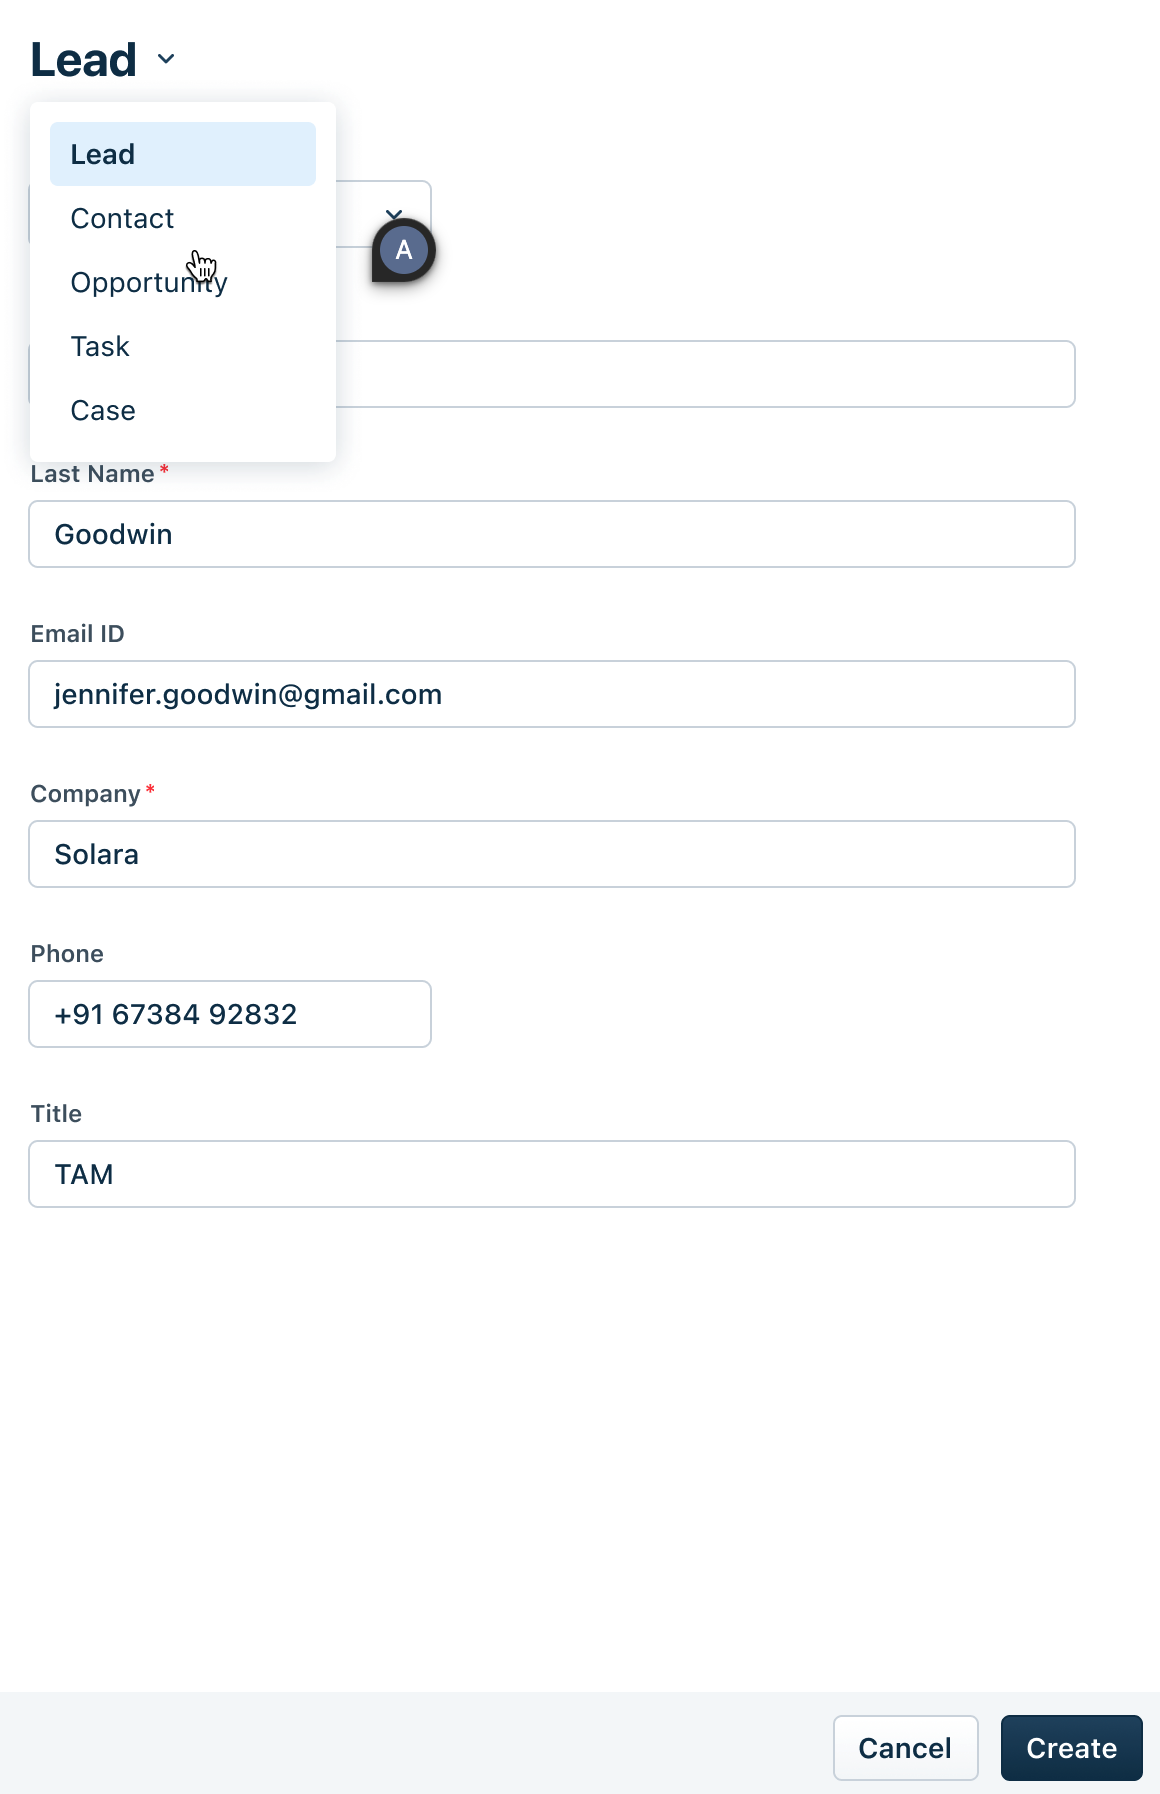 Lead
Lead
Contact
A
Opportunity
Task
Case
Last Name *
Goodwin
Email ID
jennifer.goodwin@gmail.com
Company *
Solara
Phone
+91 67384 92832
Title
TAM
Cancel
Create